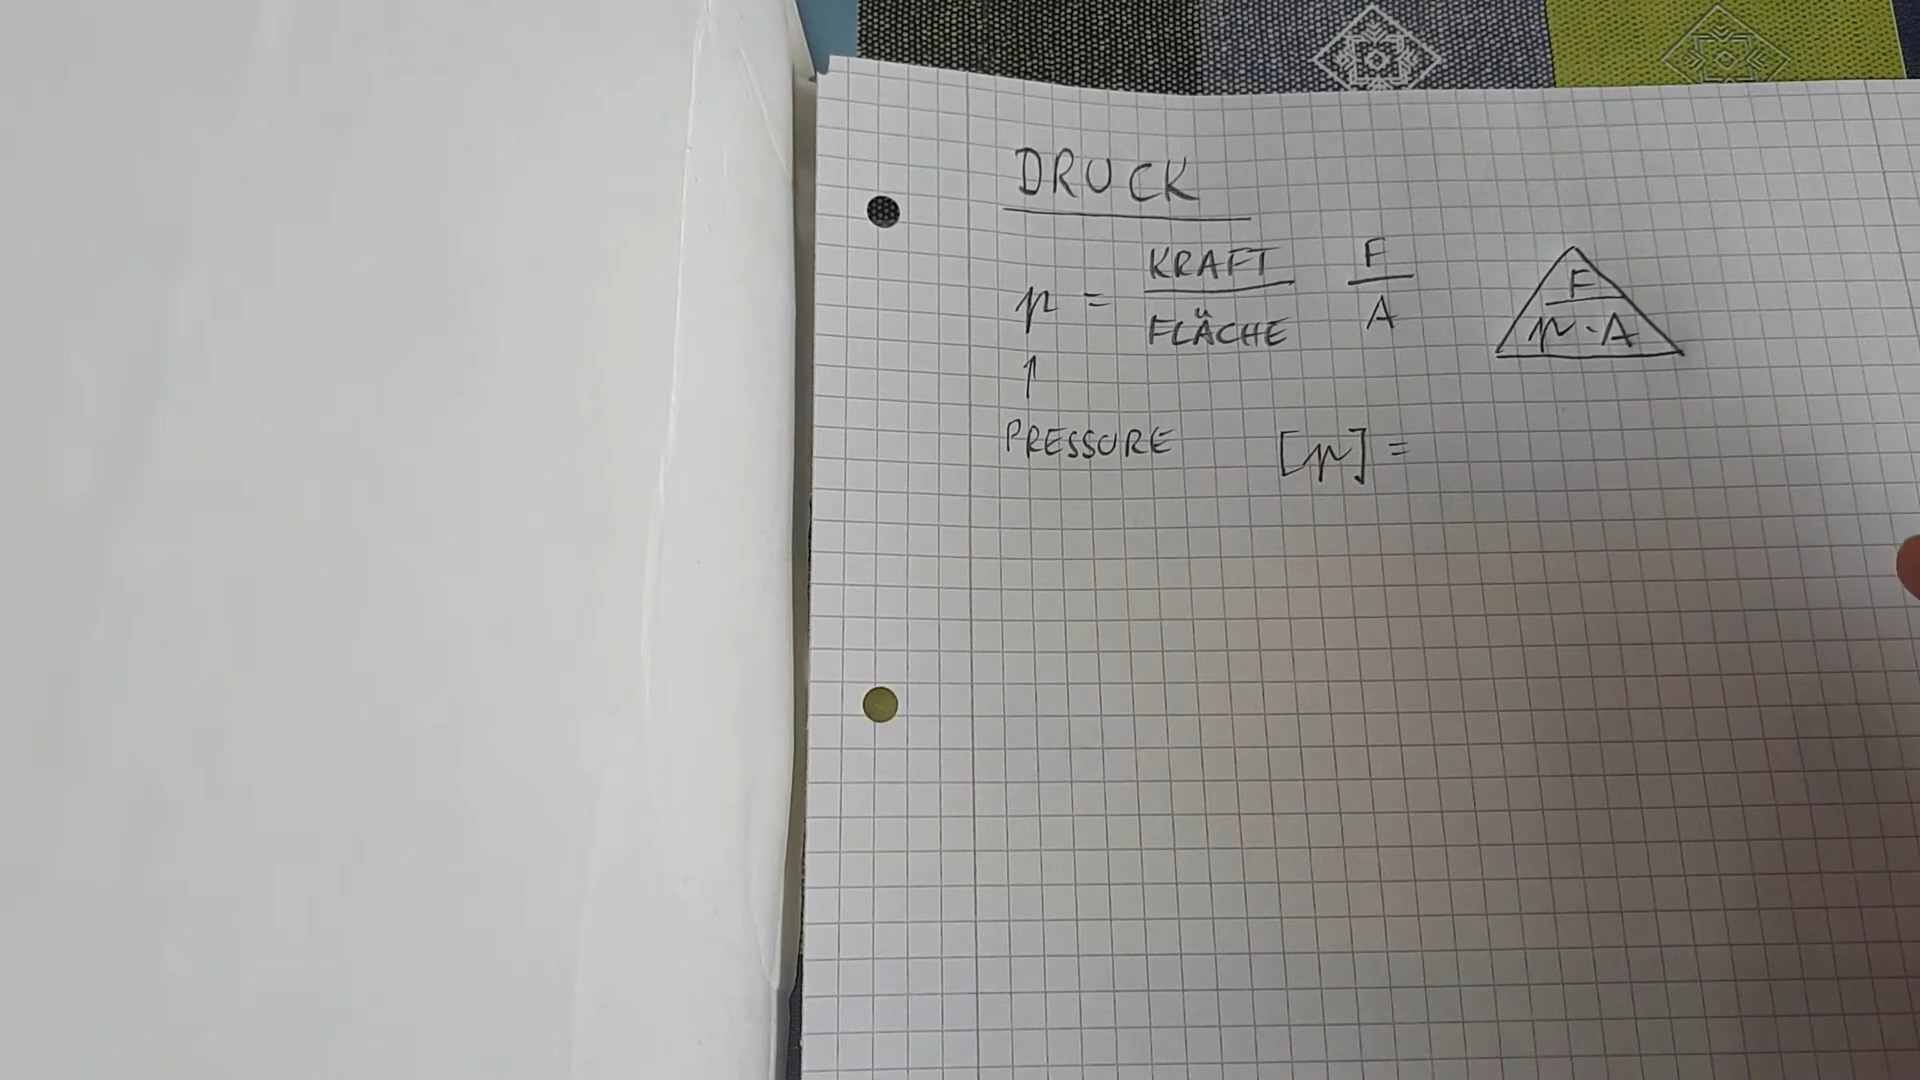 DRUCK
p = KRAFT / FLÄCHE F / A
F / p · A
↑
PRESSURE [p] =